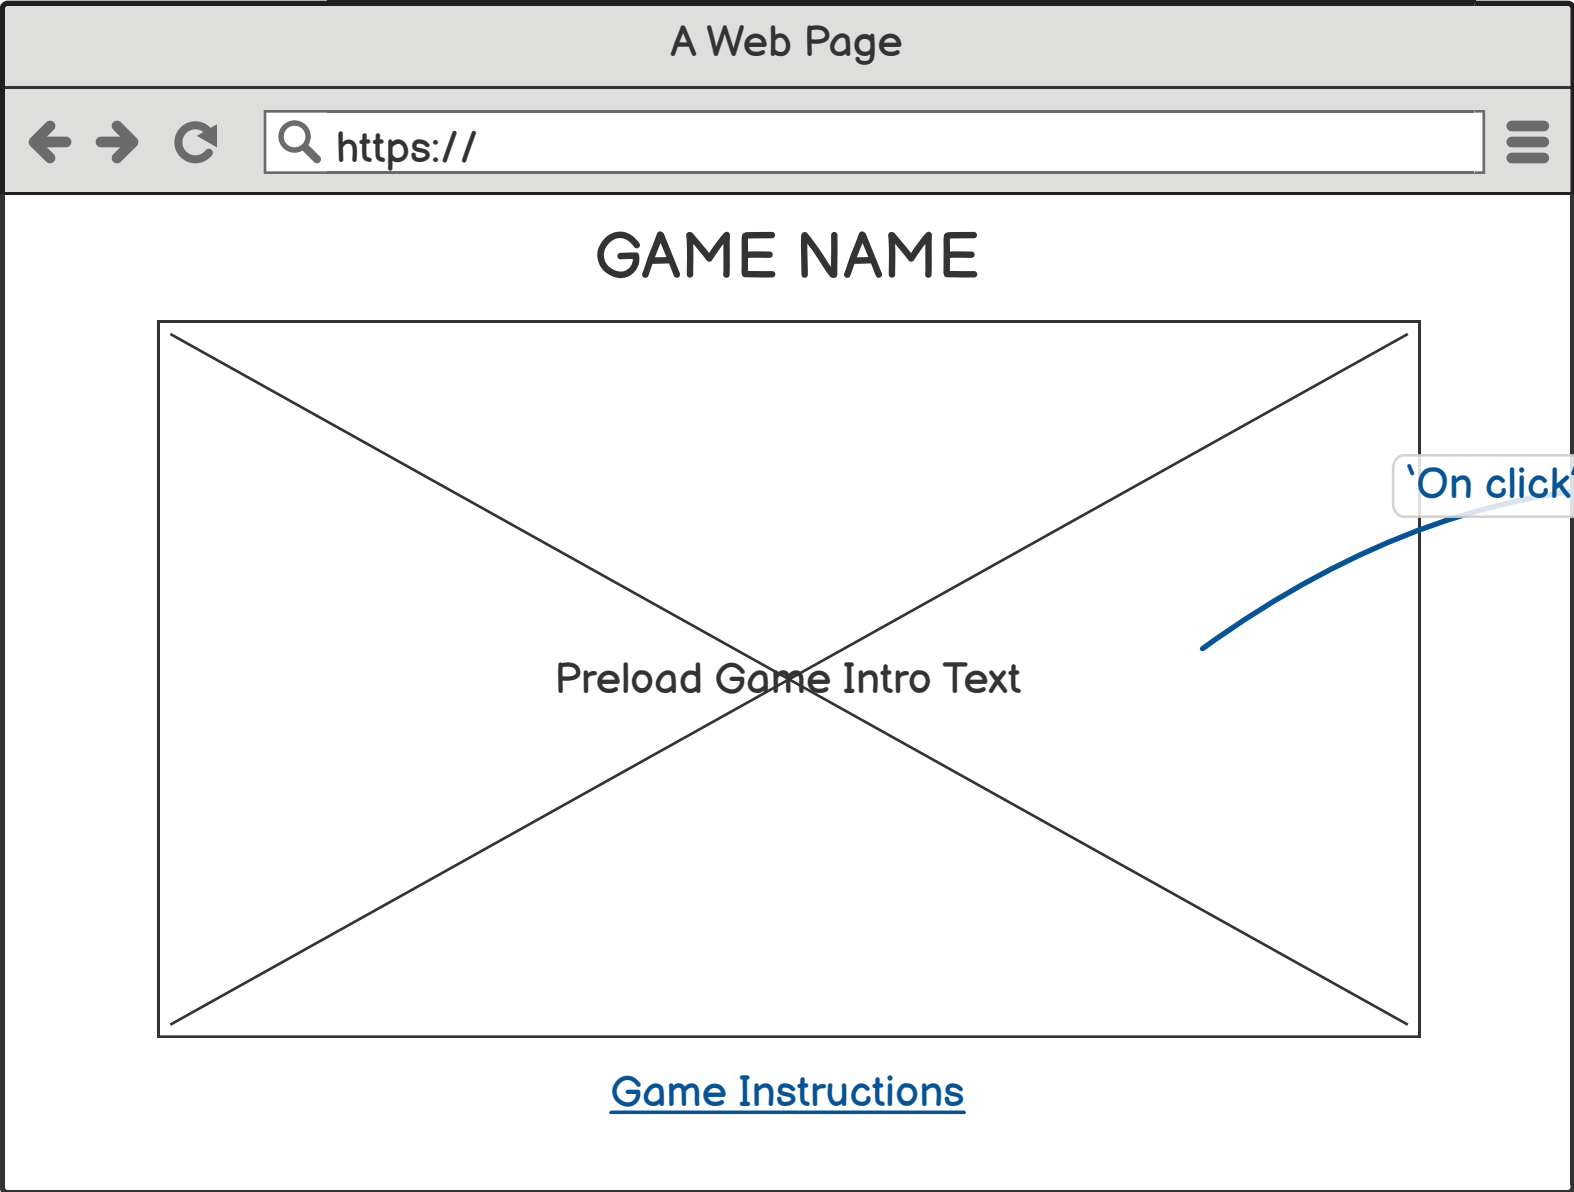 A Web Page
https://
GAME NAME
`On click`
Preload Game Intro Text
Game Instructions